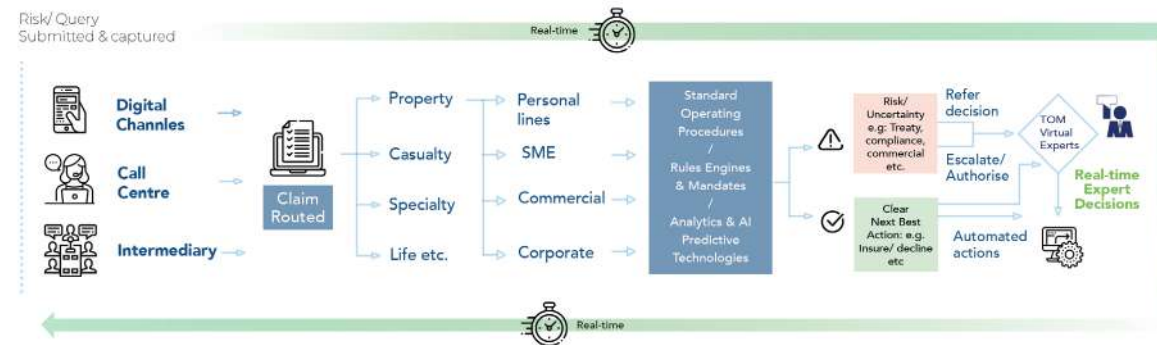 Risk/ Query
Submitted & captured
Real-time
Digital
Channles
Call
Centre
Intermediary
Claim
Routed
Property
Casualty
Specialty
Life etc.
Personal
lines
SME
Commercial
Corporate
Standard
Operating
Procedures
/
Rules Engines
& Mandates
/
Analytics & AI
Predictive
Technologies
Risk/
Uncertainty
e.g: Treaty,
compliance,
commercial
etc.
Clear
Next Best
Action: e.g.
Insure/ decline
etc
Refer
decision
Escalate/
Authorise
Automated
actions
TOM
Virtual
Experts
Real-time
Expert
Decisions
Real-time